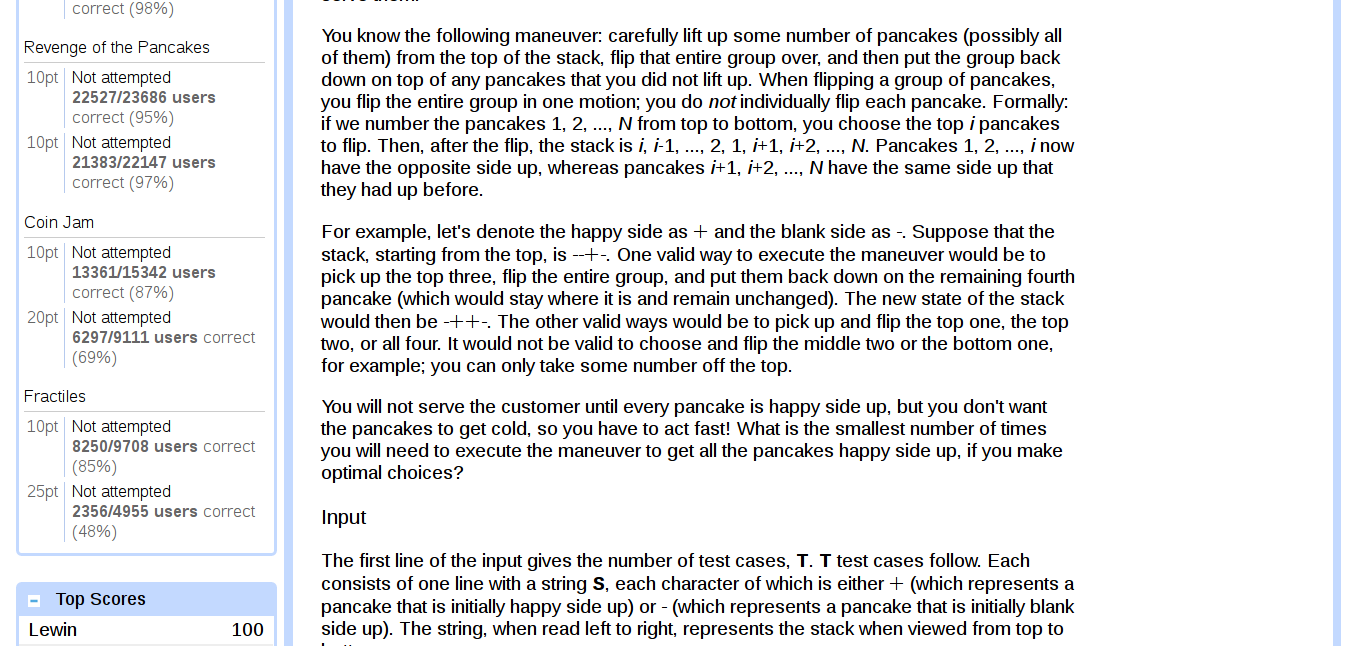 correct (98%)
Revenge of the Pancakes
10pt Not attempted
22527/23686 users
correct (95%)
10pt Not attempted
21383/22147 users
correct (97%)
Coin Jam
10pt Not attempted
13361/15342 users
correct (87%)
20pt Not attempted
6297/9111 users correct
(69%)
Fractiles
10pt Not attempted
8250/9708 users correct
(85%)
25pt Not attempted
2356/4955 users correct
(48%)
Top Scores
Lewin 100
You know the following maneuver: carefully lift up some number of pancakes (possibly all
of them) from the top of the stack, flip that entire group over, and then put the group back
down on top of any pancakes that you did not lift up. When flipping a group of pancakes,
you flip the entire group in one motion; you do not individually flip each pancake. Formally:
if we number the pancakes 1, 2, ..., N from top to bottom, you choose the top i pancakes
to flip. Then, after the flip, the stack is i, i-1, ..., 2, 1, i+1, i+2, ..., N. Pancakes 1, 2, ..., i now
have the opposite side up, whereas pancakes i+1, i+2, ..., N have the same side up that
they had up before.
For example, let's denote the happy side as + and the blank side as -. Suppose that the
stack, starting from the top, is --+-. One valid way to execute the maneuver would be to
pick up the top three, flip the entire group, and put them back down on the remaining fourth
pancake (which would stay where it is and remain unchanged). The new state of the stack
would then be -++-. The other valid ways would be to pick up and flip the top one, the top
two, or all four. It would not be valid to choose and flip the middle two or the bottom one,
for example; you can only take some number off the top.
You will not serve the customer until every pancake is happy side up, but you don't want
the pancakes to get cold, so you have to act fast! What is the smallest number of times
you will need to execute the maneuver to get all the pancakes happy side up, if you make
optimal choices?
Input
The first line of the input gives the number of test cases, T. T test cases follow. Each
consists of one line with a string S, each character of which is either + (which represents a
pancake that is initially happy side up) or - (which represents a pancake that is initially blank
side up). The string, when read left to right, represents the stack when viewed from top to